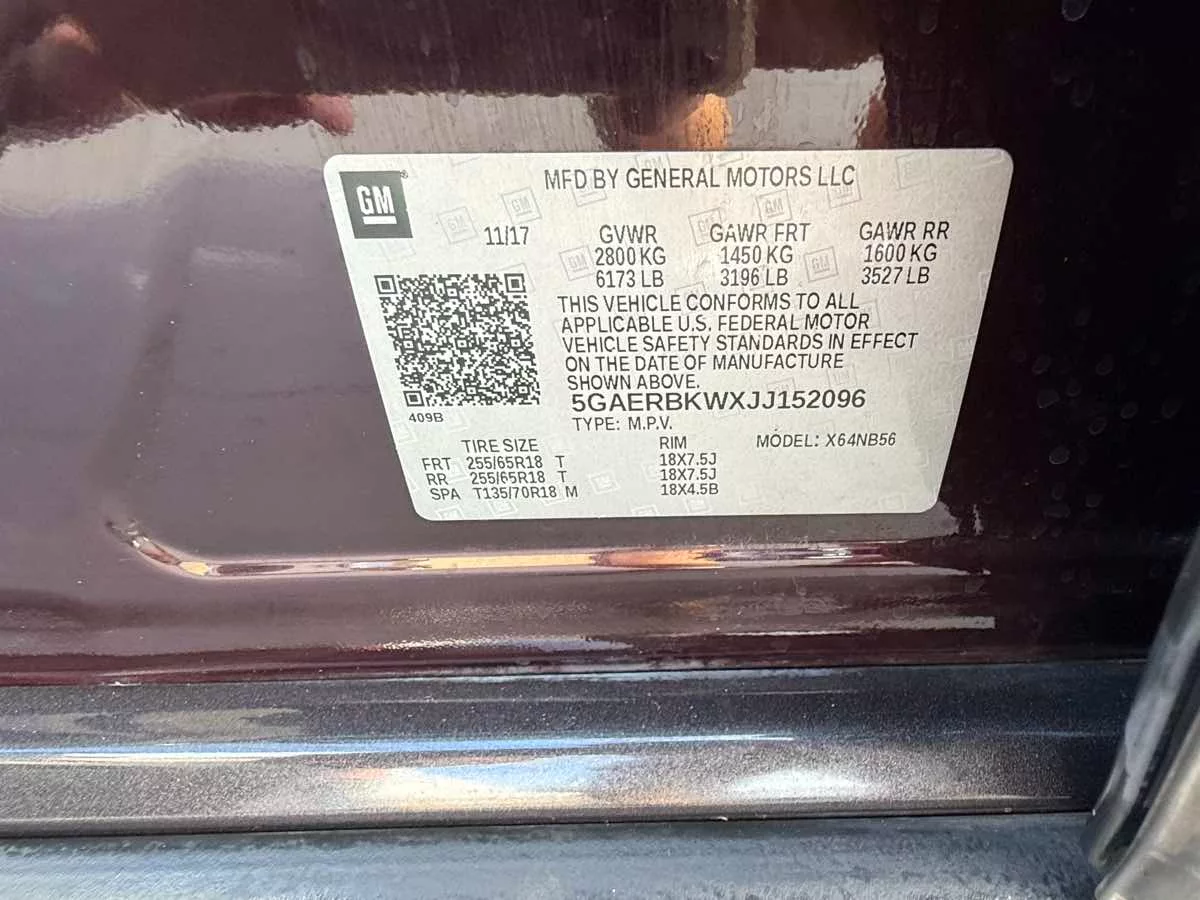 GM
MFD BY GENERAL MOTORS LLC
11/17 GVWR GAWR FRT GAWR RR
2800 KG 1450 KG 1600 KG
6173 LB 3196 LB 3527 LB
THIS VEHICLE CONFORMS TO ALL
APPLICABLE U.S. FEDERAL MOTOR
VEHICLE SAFETY STANDARDS IN EFFECT
ON THE DATE OF MANUFACTURE
SHOWN ABOVE.
409B
5GAERBKWXJJ152096
TYPE: M.P.V.
TIRE SIZE RIM MODEL: X64NB56
FRT 255/65R18 T 18X7.5J
RR 255/65R18 T 18X7.5J
SPA T135/70R18 M 18X4.5B